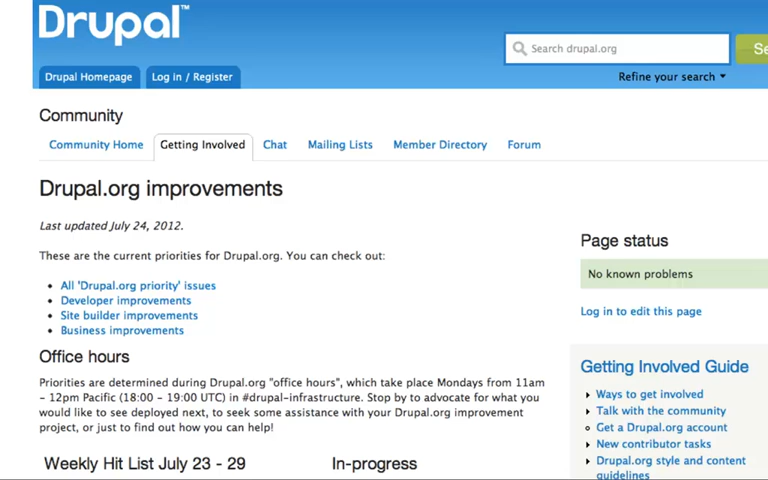 Drupal™
Search drupal.org
Se
Drupal Homepage
Log in / Register
Refine your search
Community
Community Home
Getting Involved
Chat
Mailing Lists
Member Directory
Forum
Drupal.org improvements
Last updated July 24, 2012.
These are the current priorities for Drupal.org. You can check out:
All 'Drupal.org priority' issues
Developer improvements
Site builder improvements
Business improvements
Office hours
Priorities are determined during Drupal.org "office hours", which take place Mondays from 11am
- 12pm Pacific (18:00 - 19:00 UTC) in #drupal-infrastructure. Stop by to advocate for what you
would like to see deployed next, to seek some assistance with your Drupal.org improvement
project, or just to find out how you can help!
Weekly Hit List July 23 - 29
In-progress
Page status
No known problems
Log in to edit this page
Getting Involved Guide
Ways to get involved
Talk with the community
Get a Drupal.org account
New contributor tasks
Drupal.org style and content
guidelines